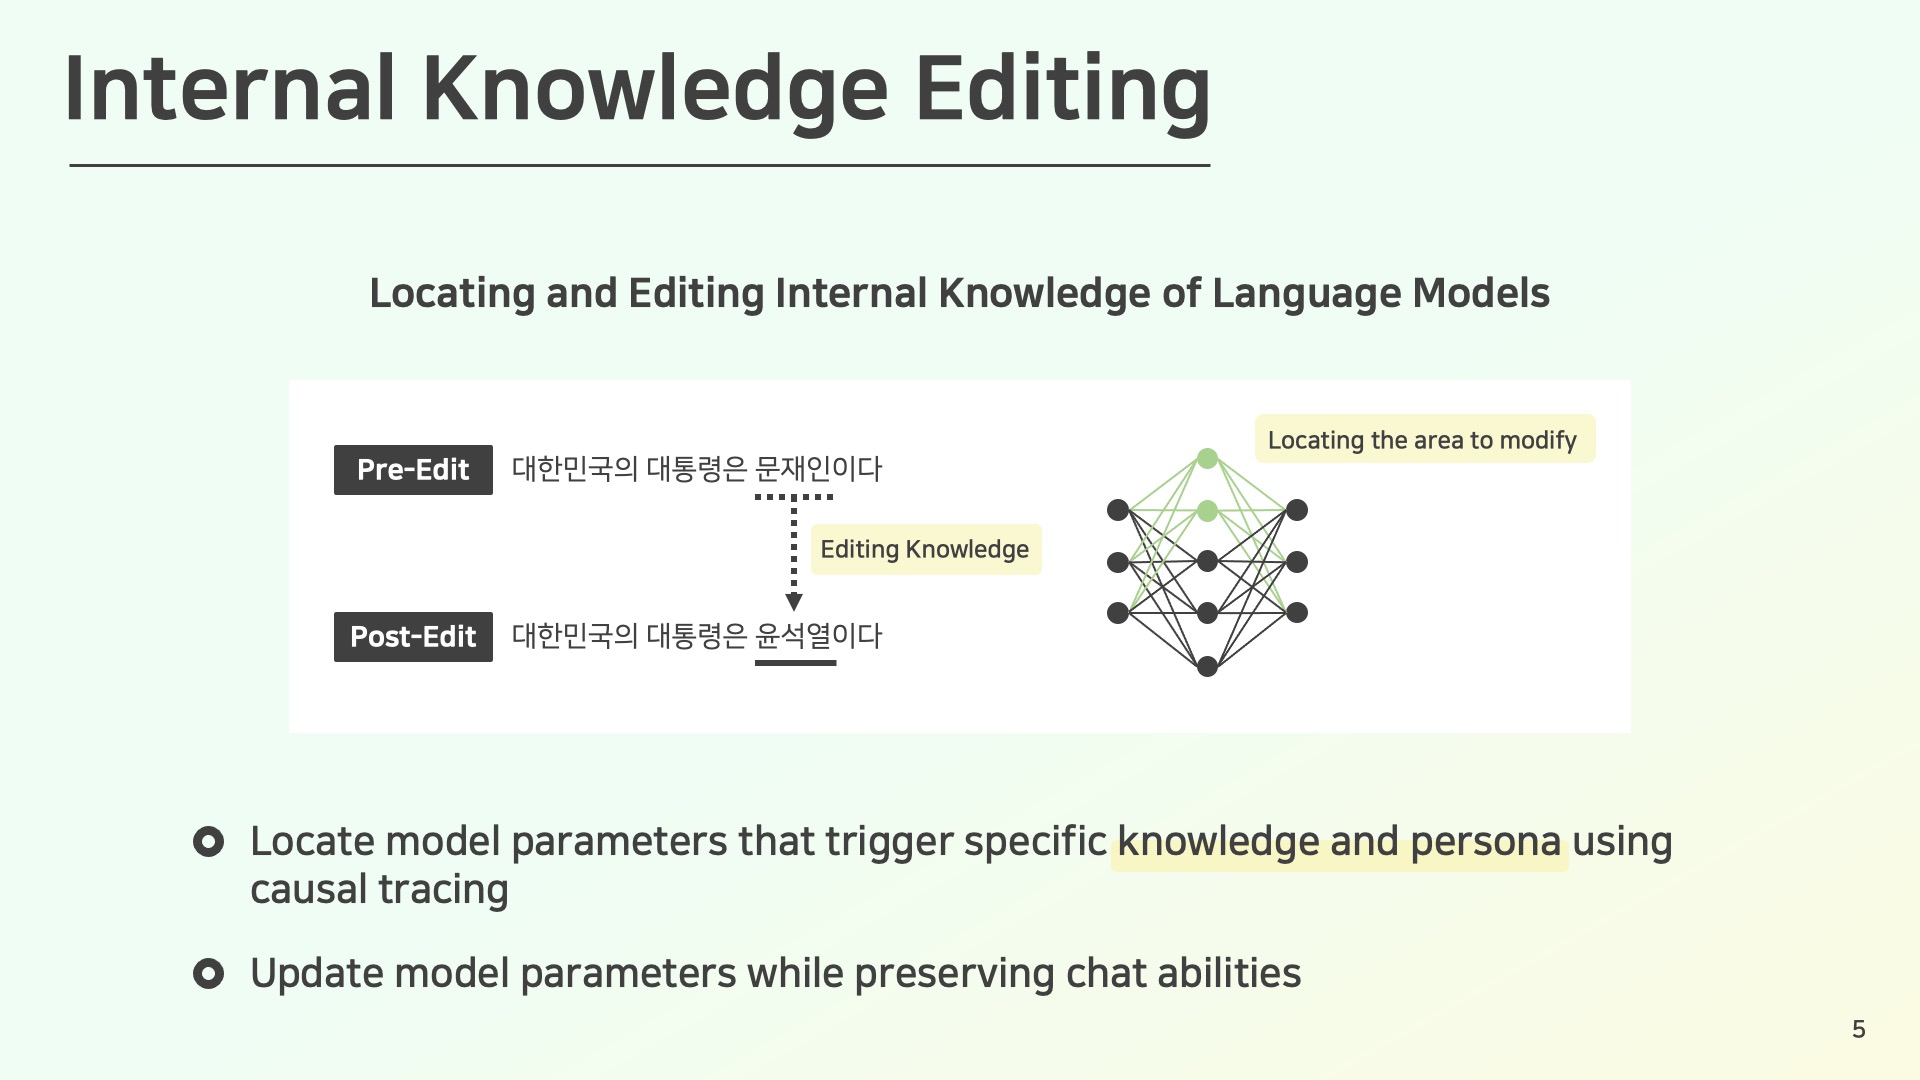 Internal Knowledge Editing
Locating and Editing Internal Knowledge of Language Models
Pre-Edit 대한민국의 대통령은 문재인이다
Editing Knowledge
Post-Edit 대한민국의 대통령은 윤석열이다
Locating the area to modify
Locate model parameters that trigger specific knowledge and persona using
causal tracing
Update model parameters while preserving chat abilities
5